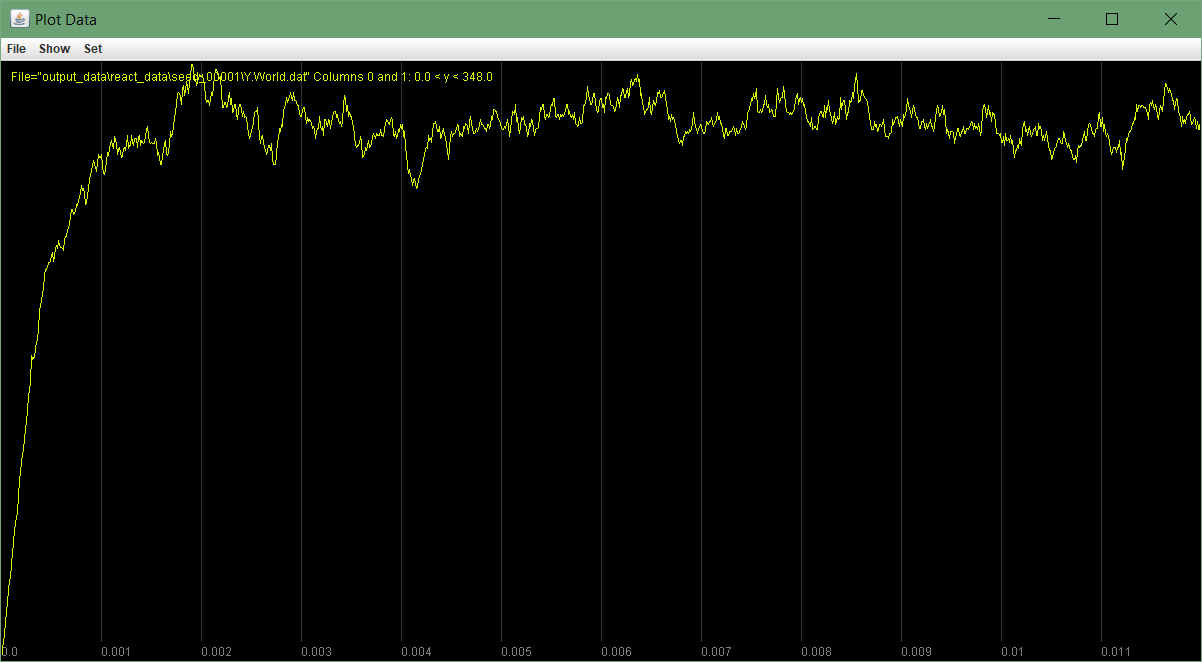 Plot Data
File Show Set
File="output_data\react_data\seed_00001\Y.World.dat" Columns 0 and 1: 0.0 < y < 348.0
0.0 0.001 0.002 0.003 0.004 0.005 0.006 0.007 0.008 0.009 0.01 0.011